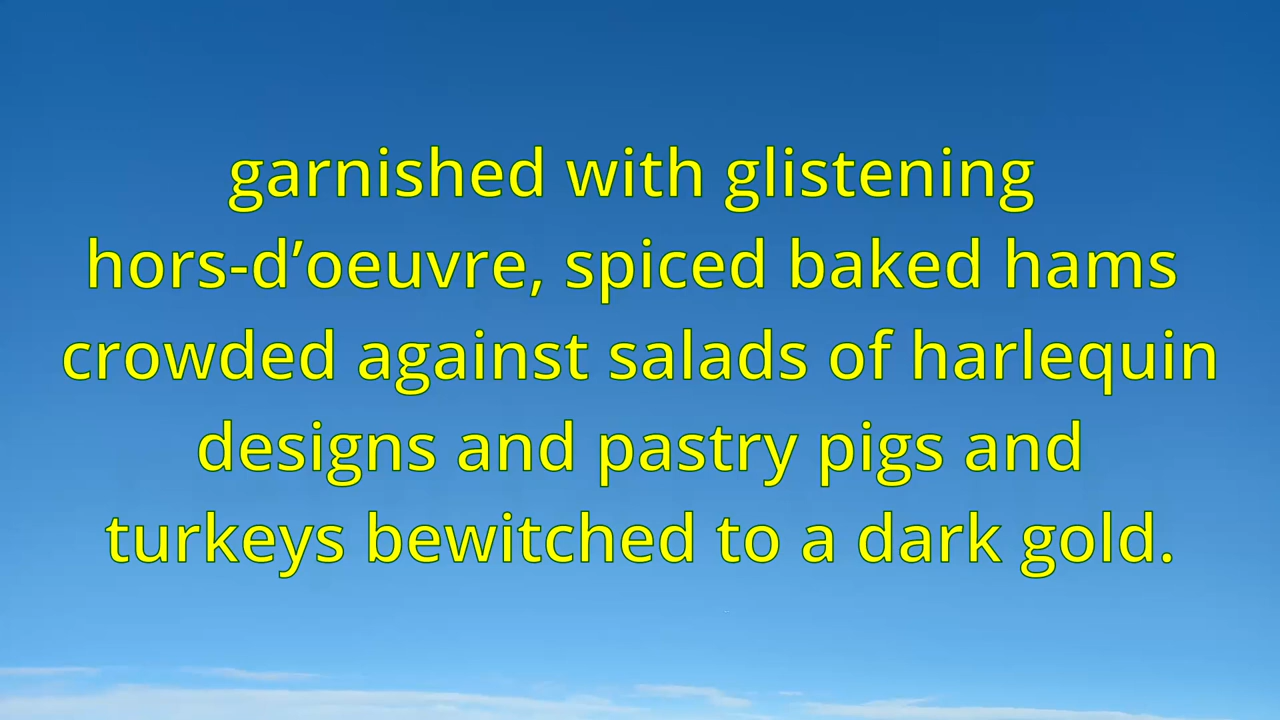 garnished with glistening
hors-d’oeuvre, spiced baked hams
crowded against salads of harlequin
designs and pastry pigs and
turkeys bewitched to a dark gold.